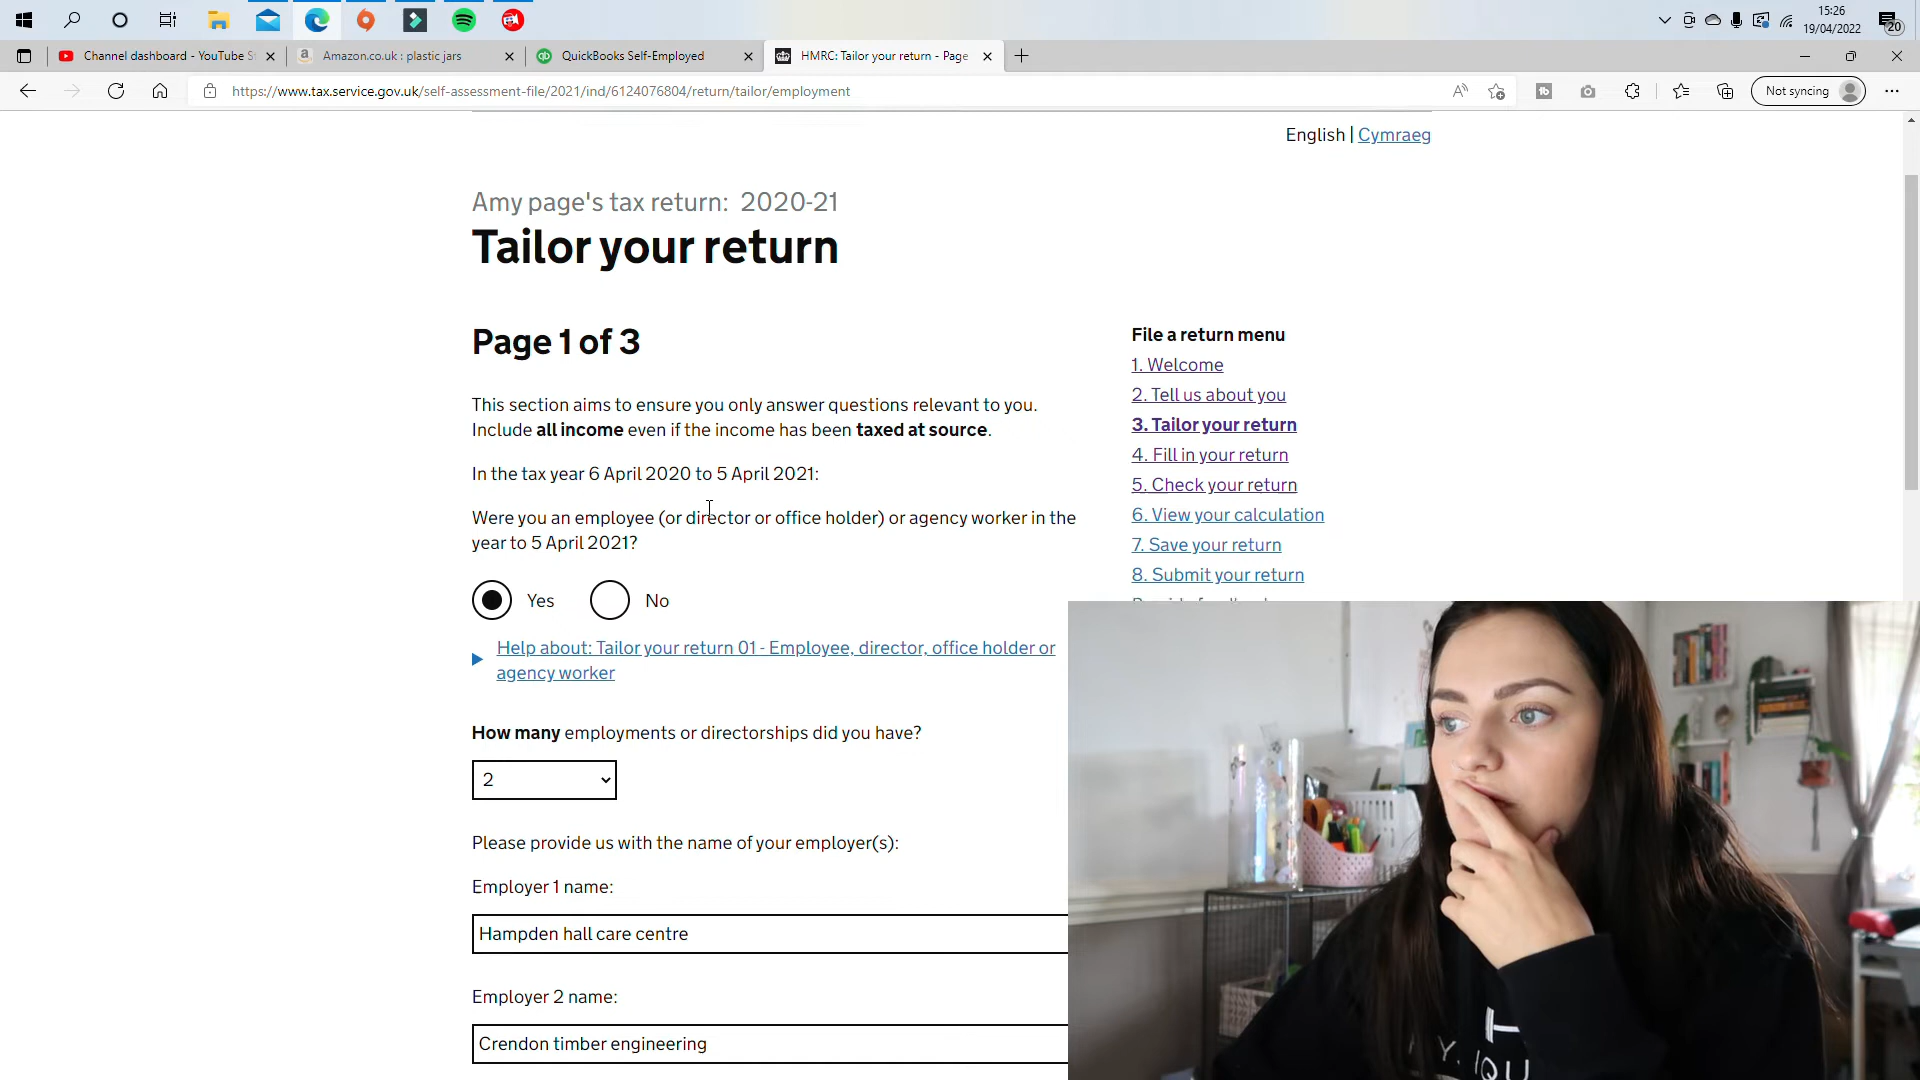 15:26
19/04/2022
20
Channel dashboard - YouTube S
Amazon.co.uk : plastic jars
QuickBooks Self-Employed
HMRC: Tailor your return - Page
https://www.tax.service.gov.uk/self-assessment-file/2021/ind/6124076804/return/tailor/employment
Not syncing
English | Cymraeg
Amy page's tax return: 2020-21
Tailor your return
Page 1 of 3
This section aims to ensure you only answer questions relevant to you.
Include all income even if the income has been taxed at source.
In the tax year 6 April 2020 to 5 April 2021:
Were you an employee (or director or office holder) or agency worker in the
year to 5 April 2021?
Yes
No
Help about: Tailor your return 01 - Employee, director, office holder or
agency worker
How many employments or directorships did you have?
2
Please provide us with the name of your employer(s):
Employer 1 name:
Hampden hall care centre
Employer 2 name:
Crendon timber engineering
File a return menu
1. Welcome
2. Tell us about you
3. Tailor your return
4. Fill in your return
5. Check your return
6. View your calculation
7. Save your return
8. Submit your return